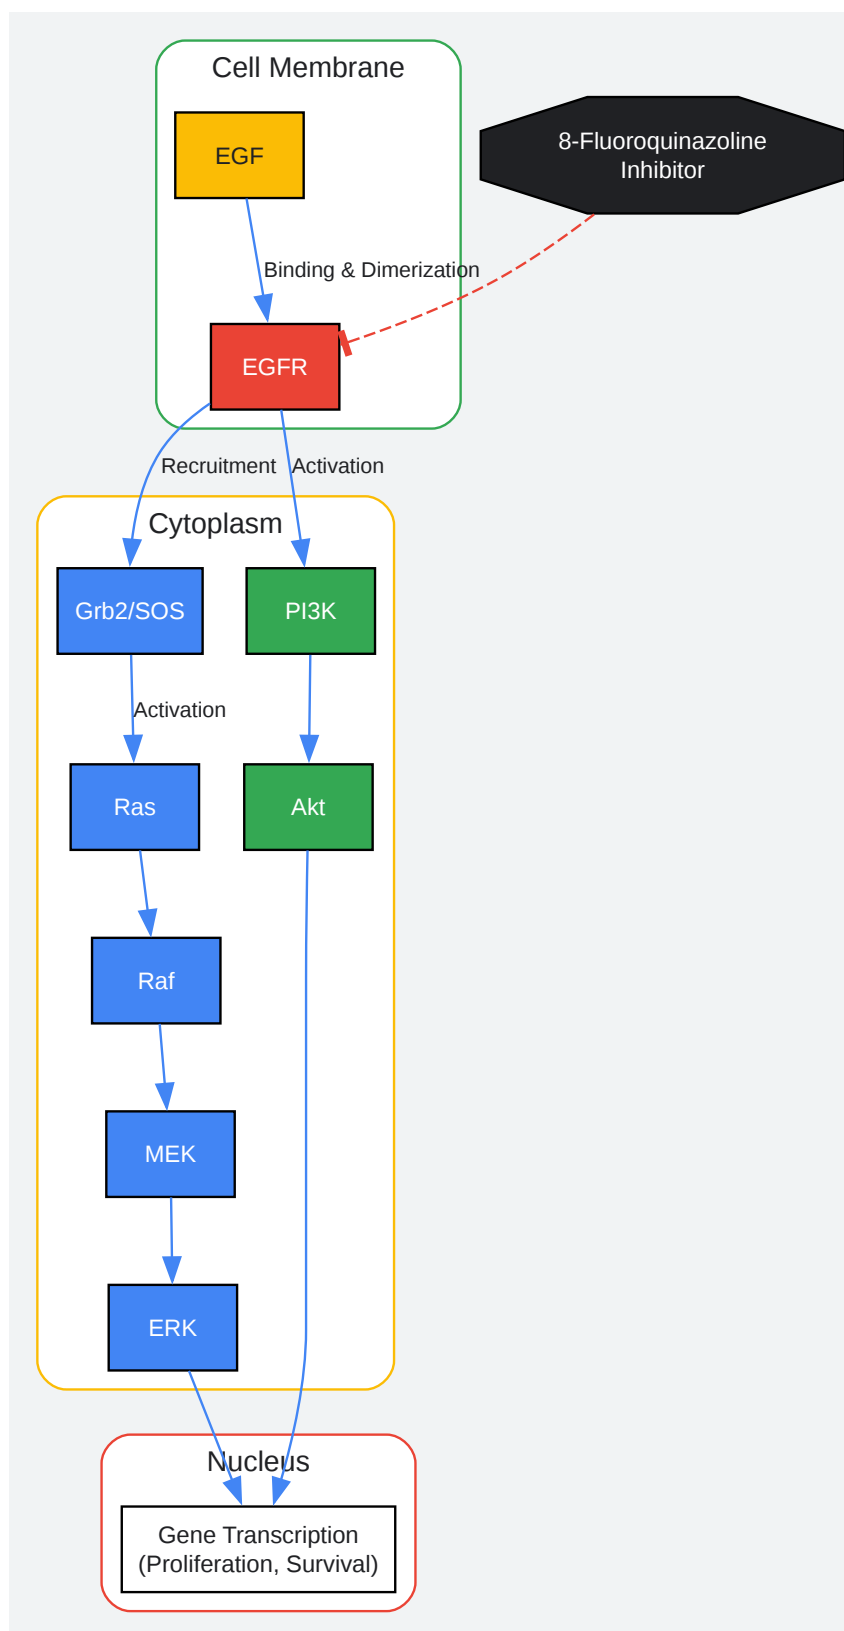 Cell Membrane
EGF
8-Fluoroquinazoline
Inhibitor
Binding & Dimerization
EGFR
Recruitment
Activation
Cytoplasm
Grb2/SOS
PI3K
Activation
Ras
Akt
Raf
MEK
ERK
Nucleus
Gene Transcription
(Proliferation, Survival)